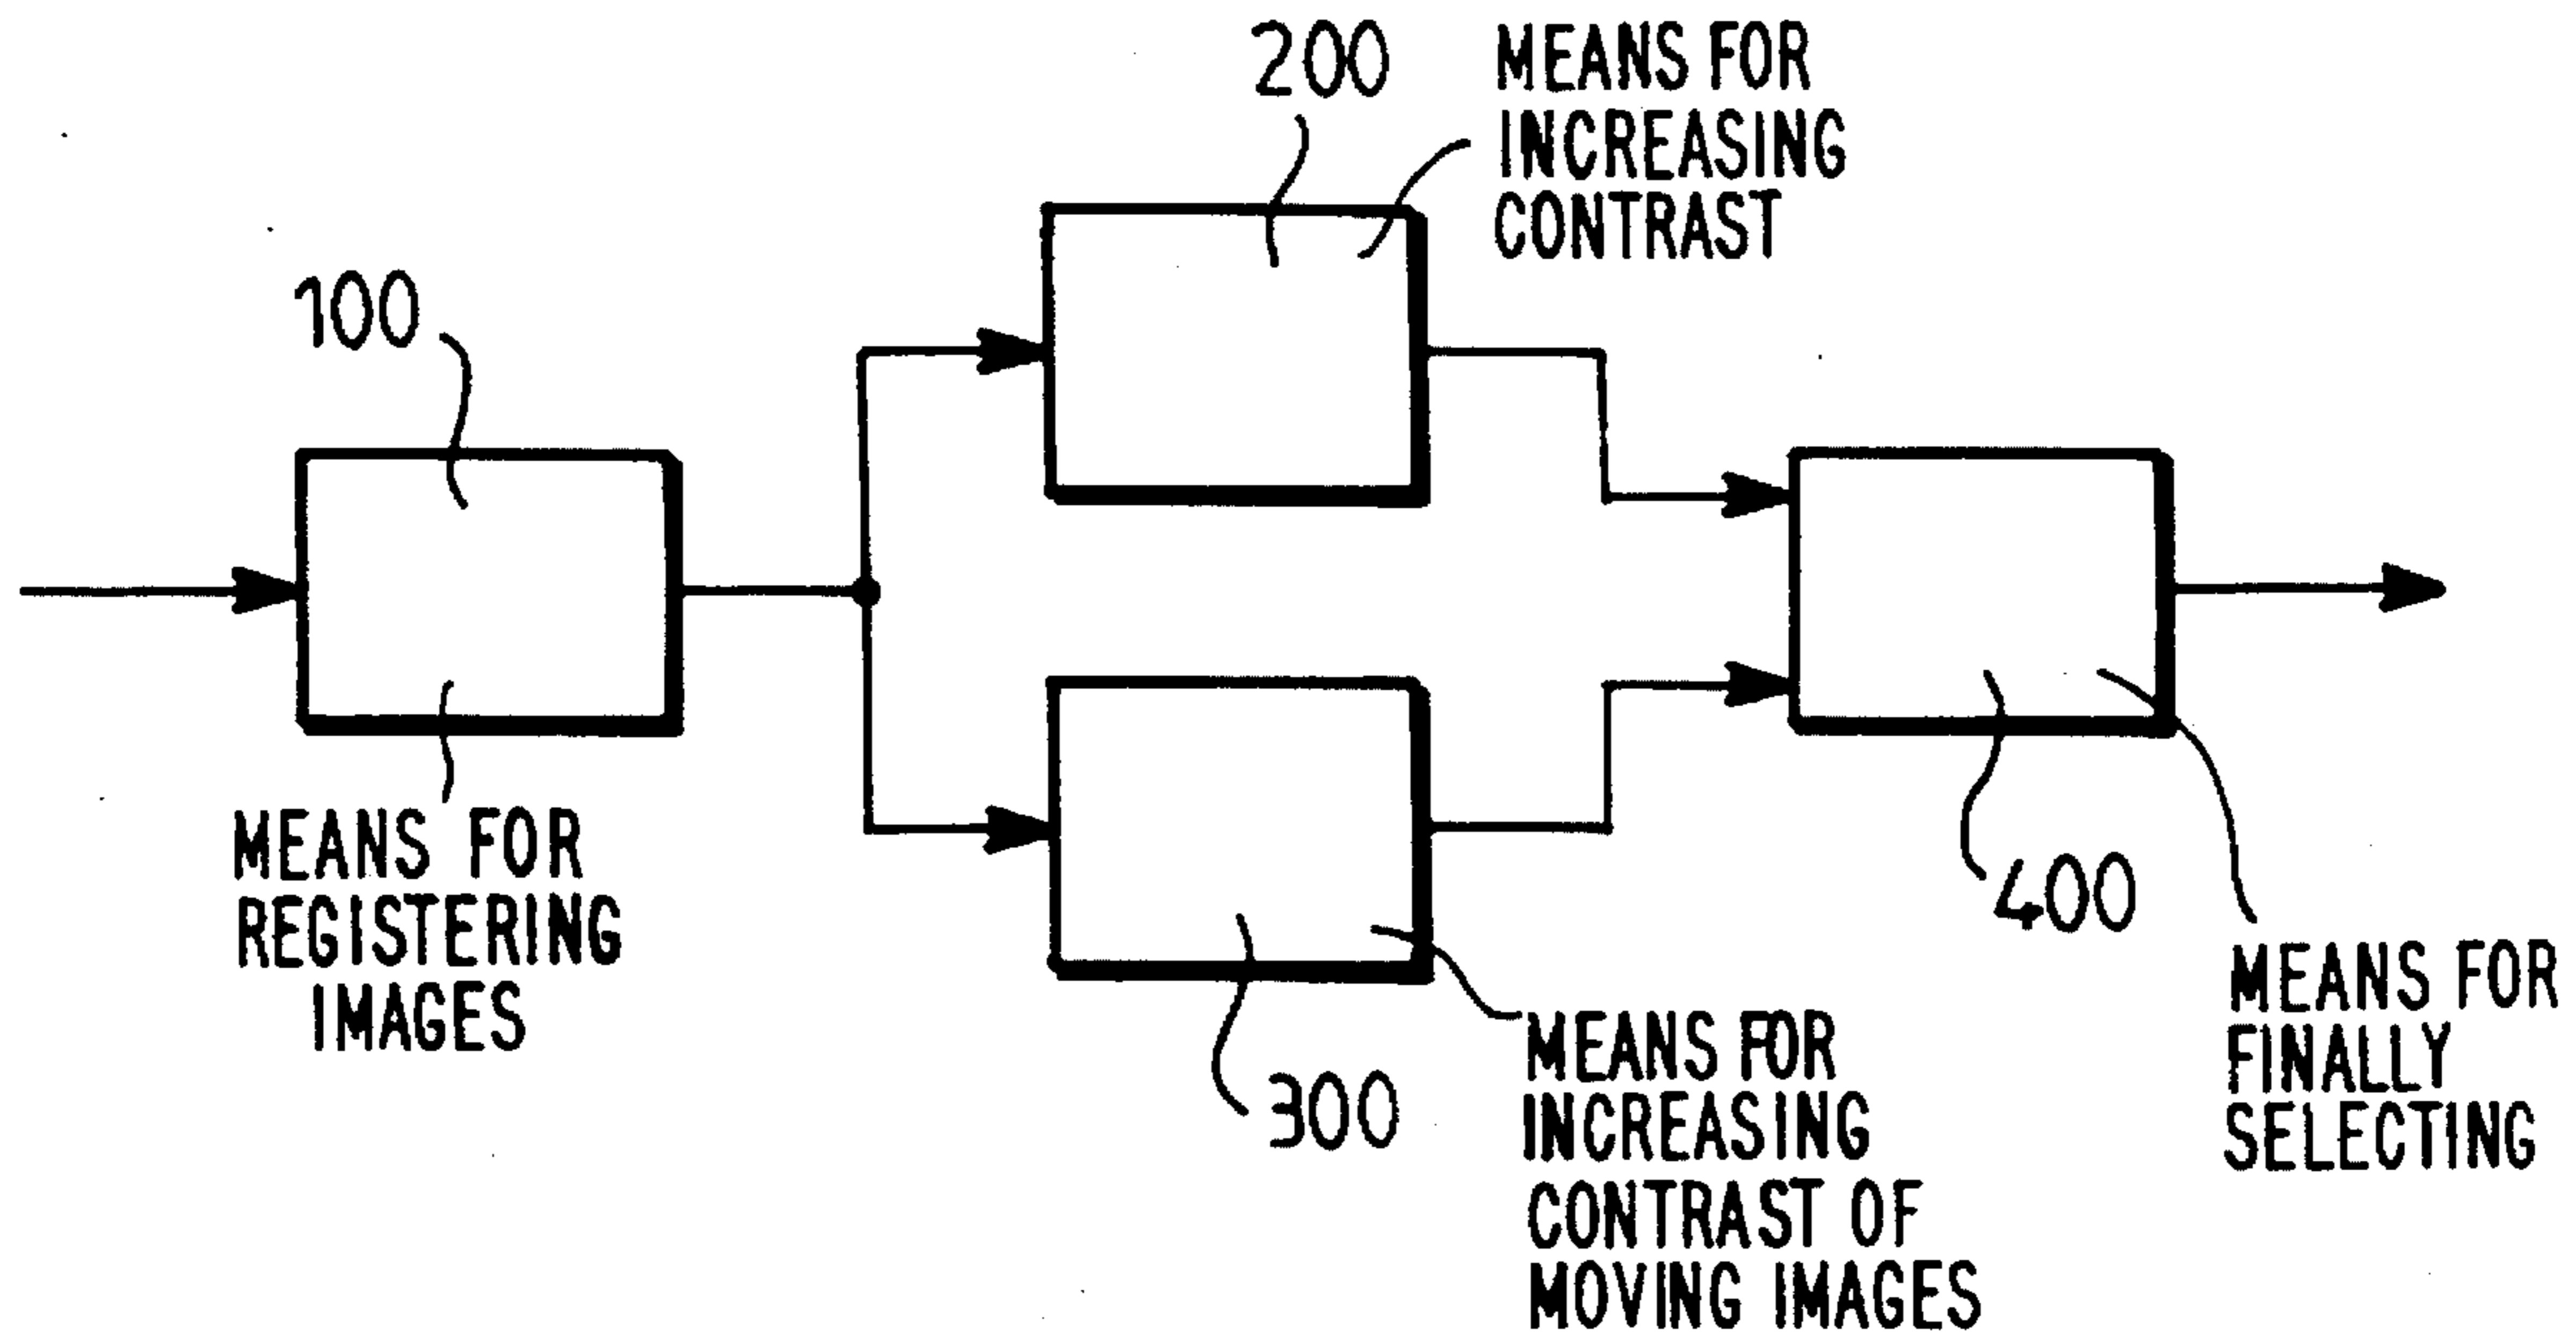 100
MEANS FOR
REGISTERING
IMAGES
200
MEANS FOR
INCREASING
CONTRAST
300
MEANS FOR
INCREASING
CONTRAST OF
MOVING IMAGES
400
MEANS FOR
FINALLY
SELECTING